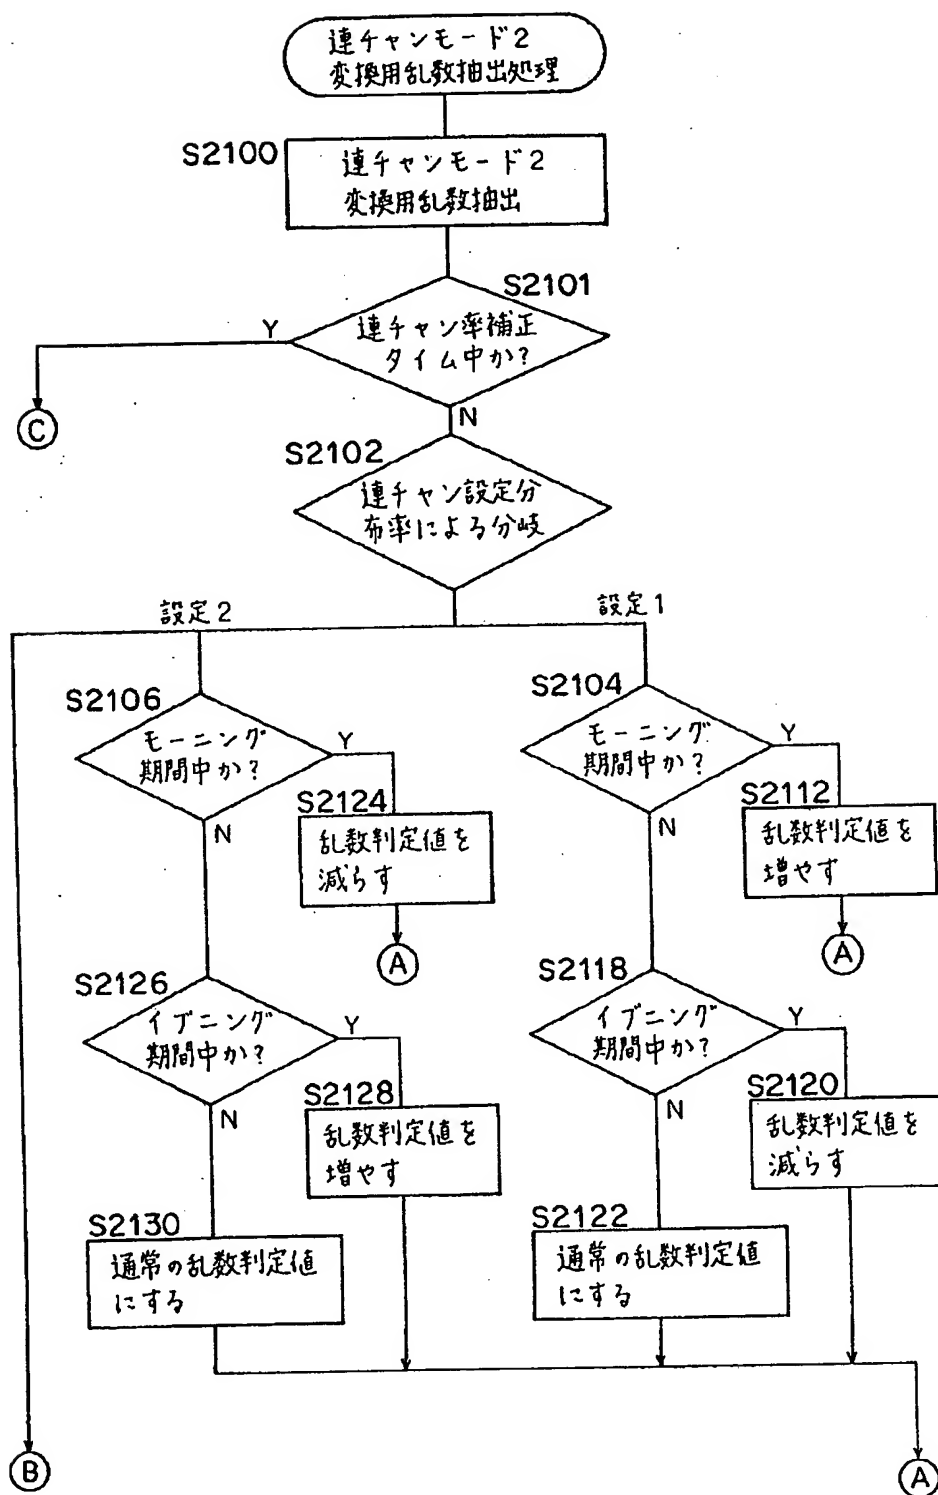 連チャンモード2
変換用乱数抽出処理
S2100
連チャンモード2
変換用乱数抽出
S2101
連チャン率補正
タイム中か?
Y
N
C
S2102
連チャン設定分
布率による分岐
設定2
設定1
S2106
モーニング
期間中か?
Y
N
S2104
モーニング
期間中か?
Y
N
S2124
乱数判定値を
減らす
A
S2112
乱数判定値を
増やす
A
S2126
イブニング
期間中か?
Y
N
S2118
イブニング
期間中か?
Y
N
S2128
乱数判定値を
増やす
S2120
乱数判定値を
減らす
S2130
通常の乱数判定値
にする
S2122
通常の乱数判定値
にする
B
A